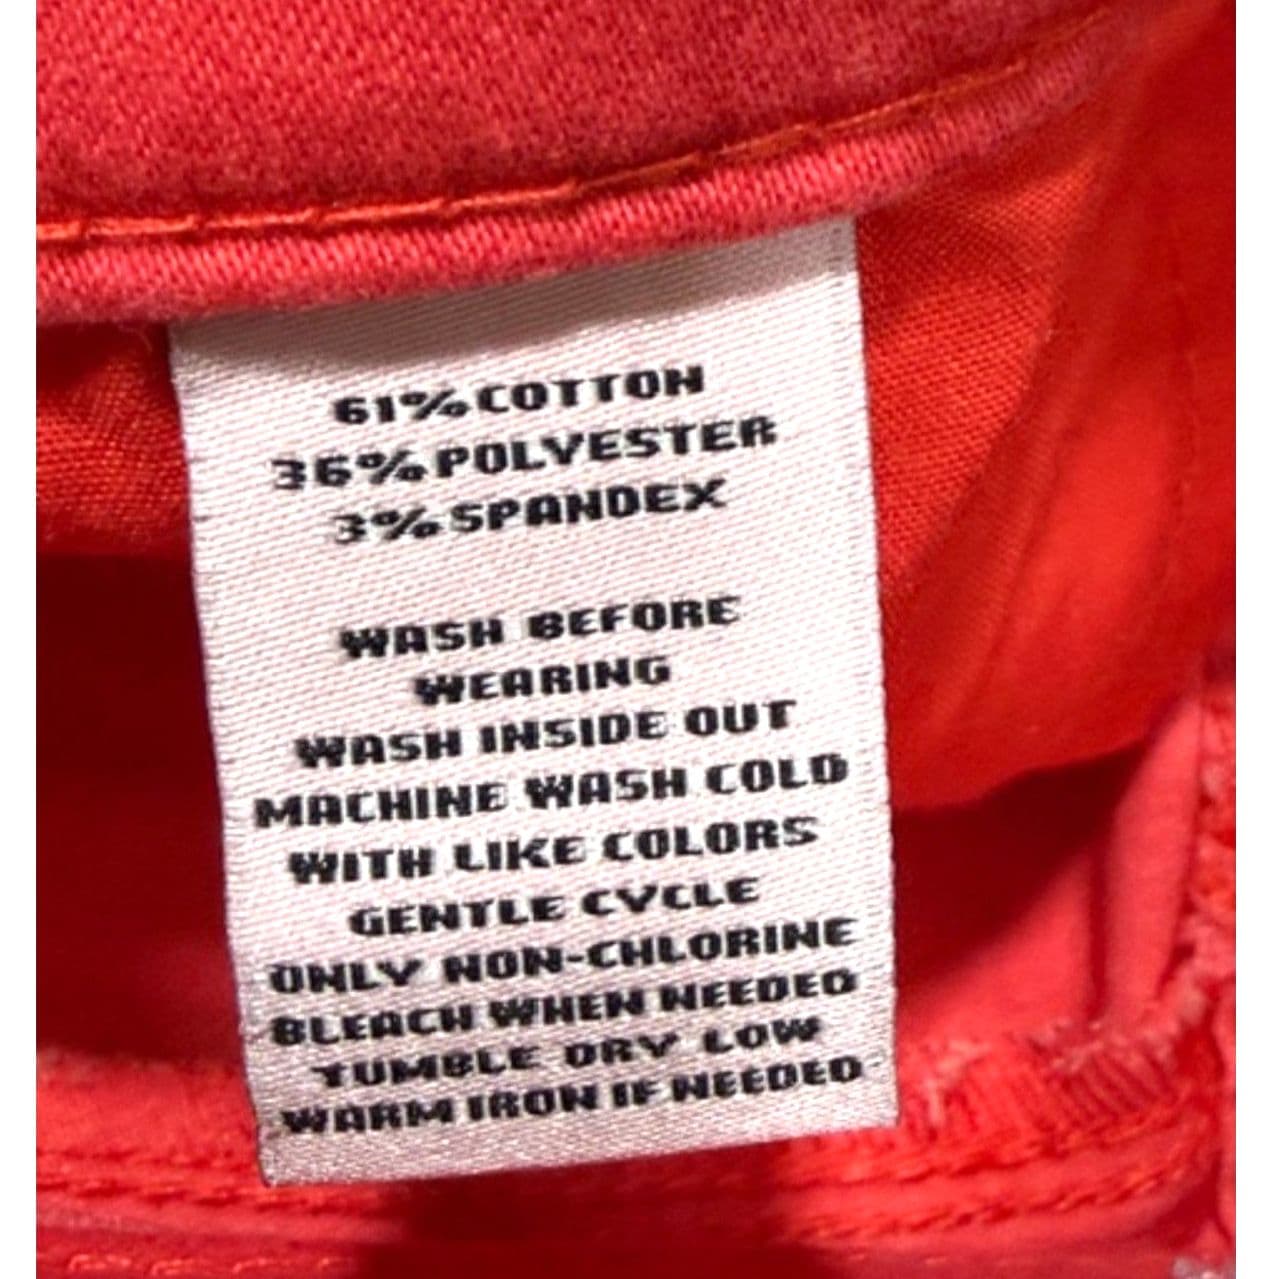 61% COTTON
36% POLYESTER
3% SPANDEX
WASH BEFORE
WEARING
WASH INSIDE OUT
MACHINE WASH COLD
WITH LIKE COLORS
GENTLE CYCLE
ONLY NON-CHLORINE
BLEACH WHEN NEEDED
TUMBLE DRY LOW
WARM IRON IF NEEDED